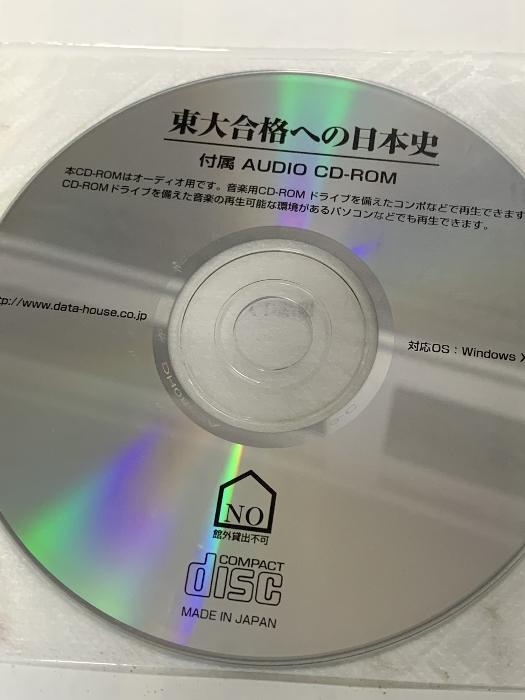 東大合格への日本史
付属 AUDIO CD-ROM
本CD-ROMはオーディオ用です。音楽用CD-ROM ドライブを備えたコンポなどで再生できます
CD-ROMドライブを備えた音楽の再生可能な環境があるパソコンなどでも再生できます。
tp://www.data-house.co.jp
対応OS：Windows X
NO
館外貸出不可
COMPACT
disc
MADE IN JAPAN